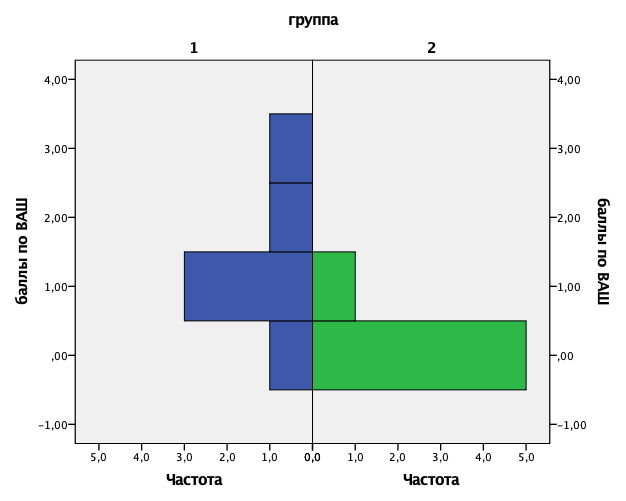 группа
1 2
4,00 4,00
3,00 3,00
2,00 2,00
1,00 1,00
,00 ,00
-1,00 -1,00
баллы по ВАШ
баллы по ВАШ
5,0 4,0 3,0 2,0 1,0 0,0 1,0 2,0 3,0 4,0 5,0
Частота Частота